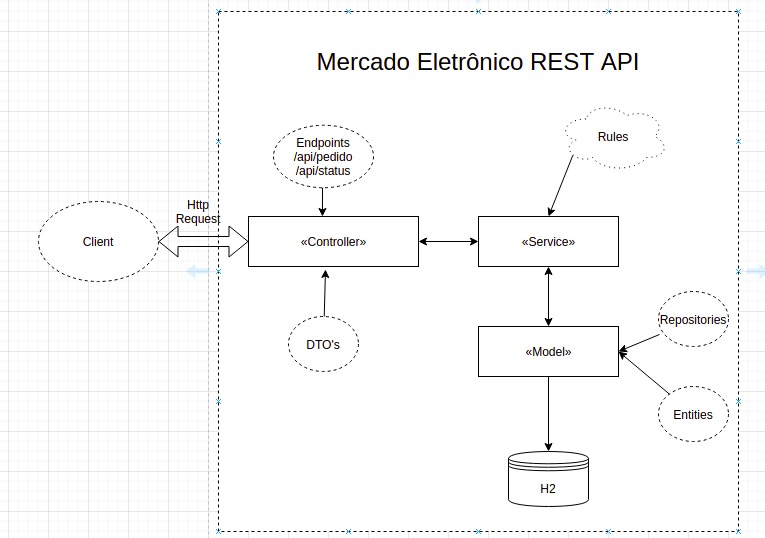 Mercado Eletrônico REST API
Endpoints
/api/pedido
/api/status
Rules
Http
Request
Client
«Controller»
«Service»
DTO's
«Model»
Repositories
Entities
H2